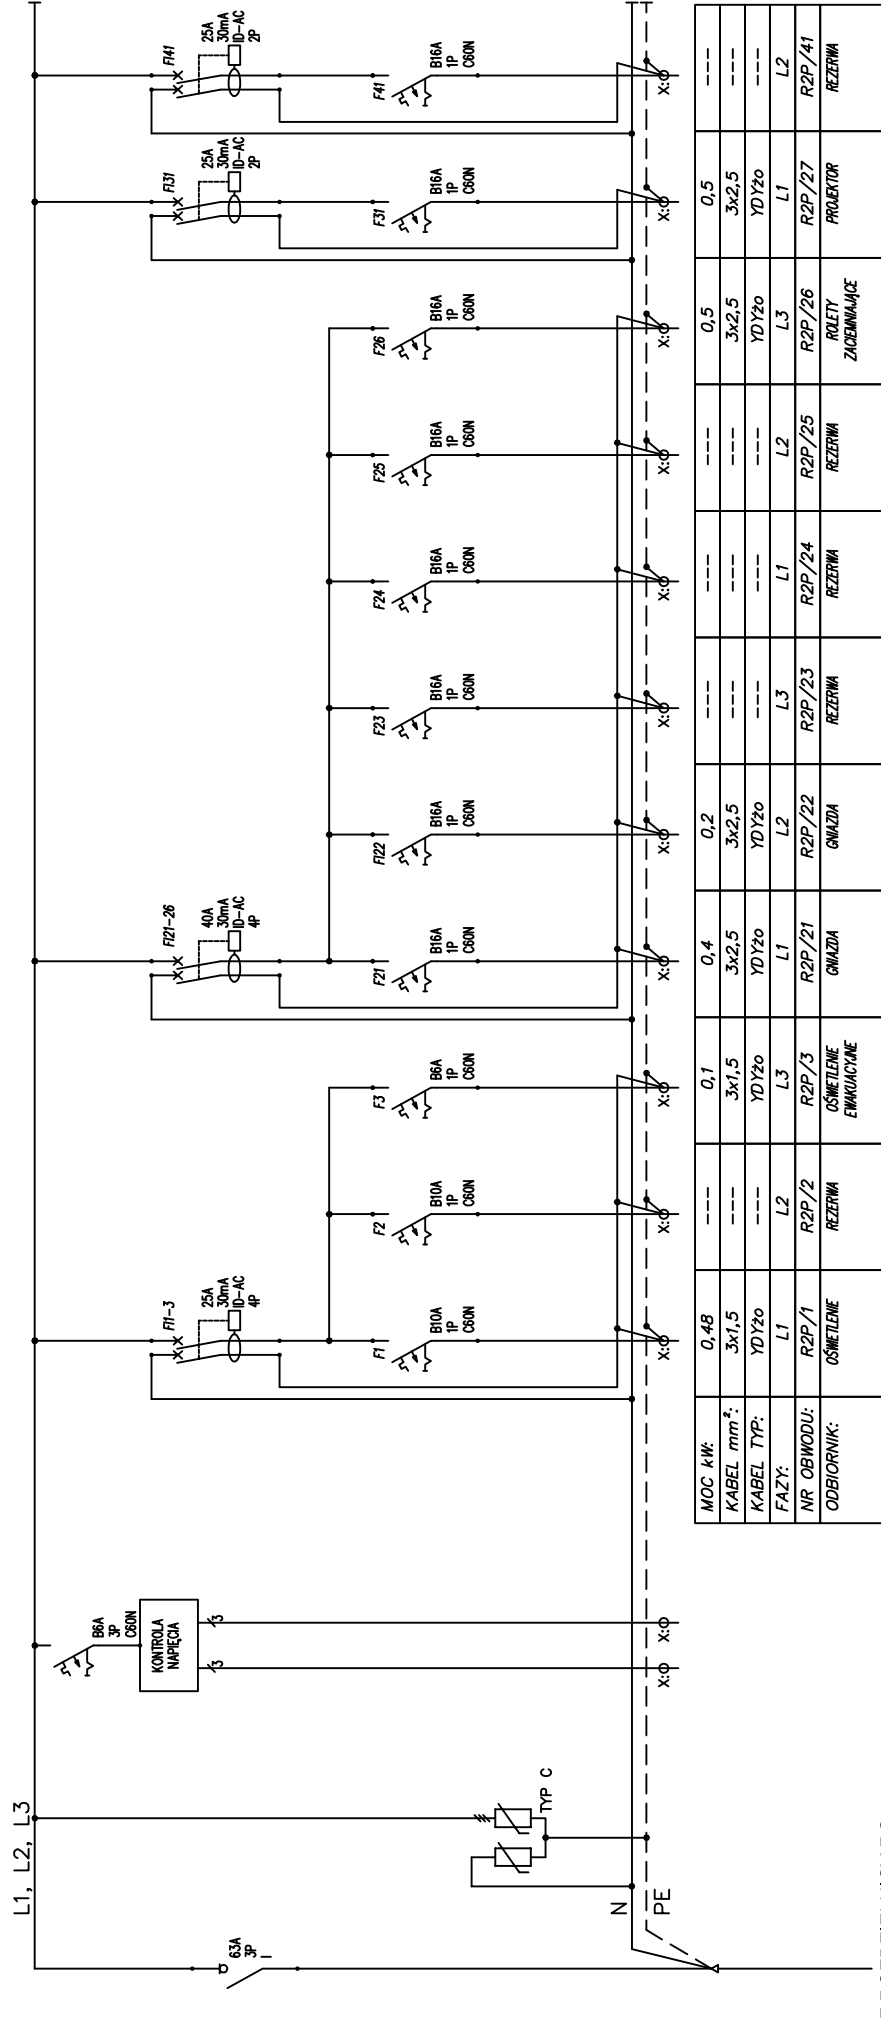 L1, L2, L3
63A
3P
N
PE
TYP C
B6A
3P
C60N
KONTROLA
NAPIĘCIA
3
3
X:
X:
FI1-3
25A
30mA
ID-AC
4P
F1
B10A
1P
C60N
X:
F2
B10A
1P
C60N
X:
F3
B6A
1P
C60N
X:
FI21-26
40A
30mA
ID-AC
4P
F21
B16A
1P
C60N
X:
FI22
B16A
1P
C60N
X:
F23
B16A
1P
C60N
X:
F24
B16A
1P
C60N
X:
F25
B16A
1P
C60N
X:
F26
B16A
1P
C60N
X:
FI31
25A
30mA
ID-AC
2P
F31
B16A
1P
C60N
X:
FI41
25A
30mA
ID-AC
2P
F41
B16A
1P
C60N
X:
MOC kW: 0,48 ---- 0,1 0,4 0,2 ---- ---- ---- 0,5 0,5 ----
KABEL mm²: 3x1,5 ---- 3x1,5 3x2,5 3x2,5 ---- ---- ---- 3x2,5 3x2,5 ----
KABEL TYP: YDYżo ---- YDYżo YDYżo YDYżo ---- ---- ---- YDYżo YDYżo ----
FAZY: L1 L2 L3 L1 L2 L3 L1 L2 L3 L1 L2
NR OBWODU: R2P/1 R2P/2 R2P/3 R2P/21 R2P/22 R2P/23 R2P/24 R2P/25 R2P/26 R2P/27 R2P/41
ODBIORNIK: OŚWIETLENIE REZERWA OŚWIETLENIE GNIAZDA GNIAZDA REZERWA REZERWA REZERWA ROLETY PROJEKTOR REZERWA
EWAKUACYJNE ZACIEMNIAJĄCE